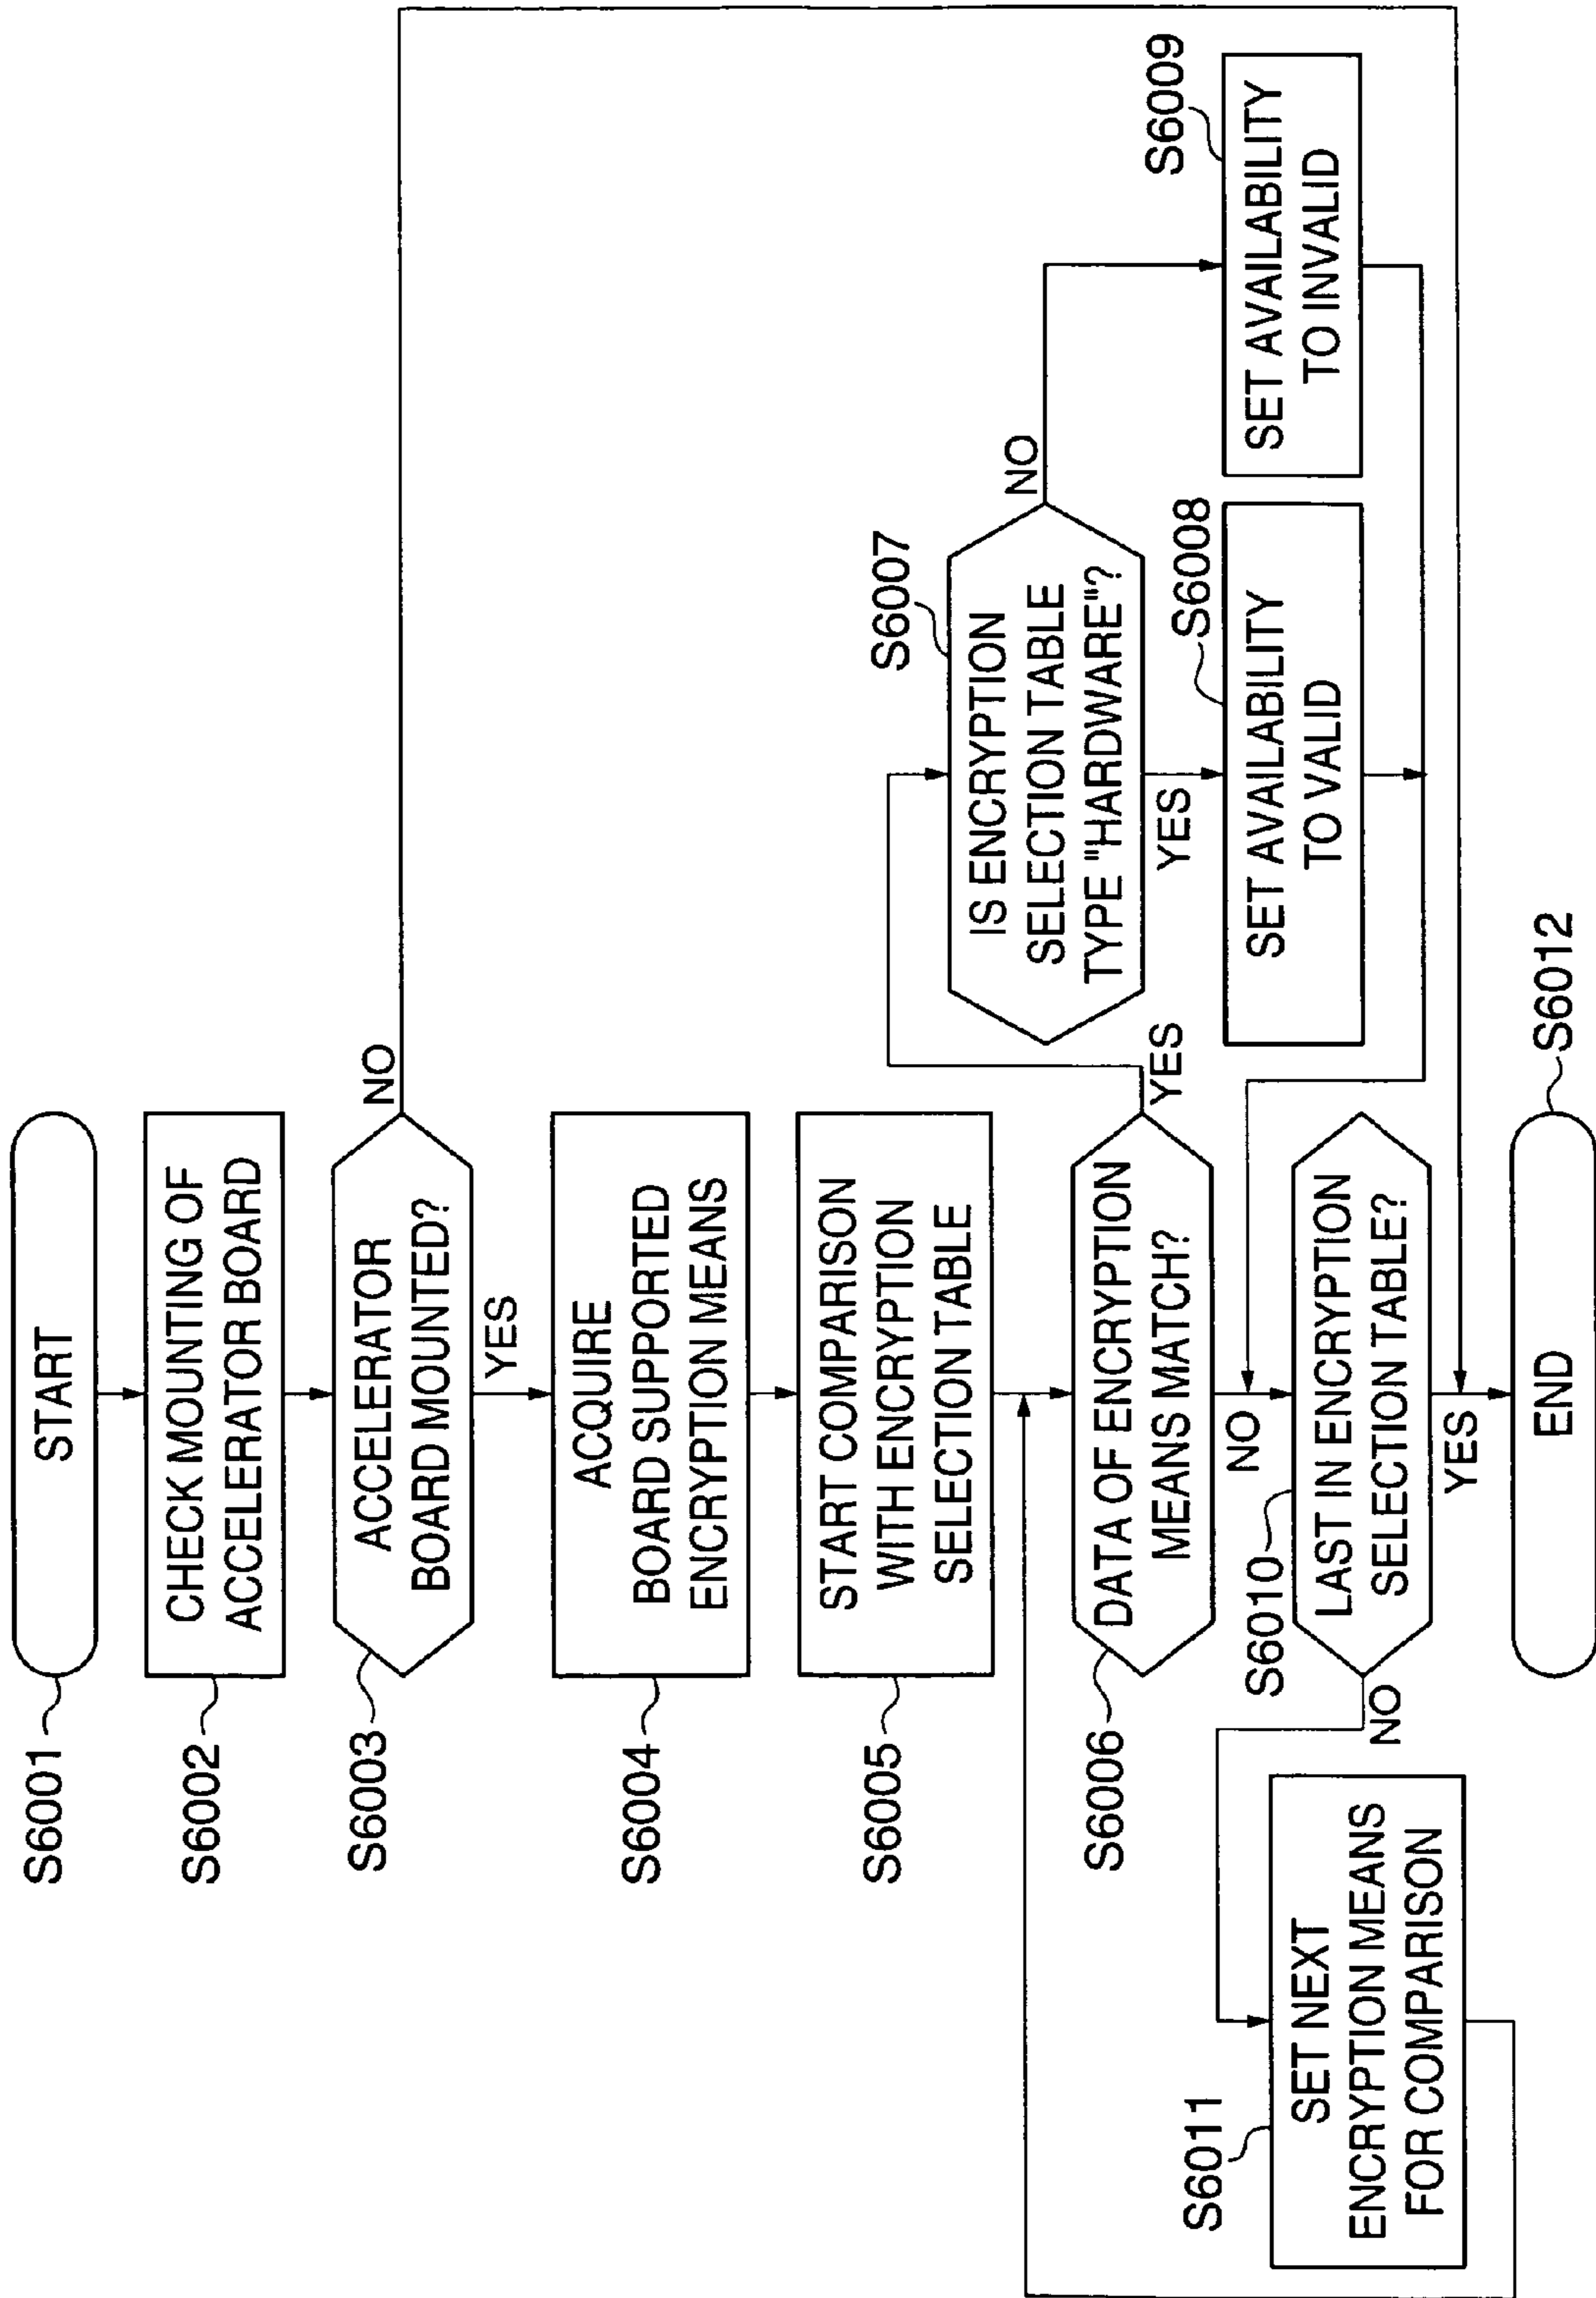 S6001
START
S6002
CHECK MOUNTING OF
ACCELERATOR BOARD
S6003
ACCELERATOR
BOARD MOUNTED?
NO
YES
S6004
ACQUIRE
BOARD SUPPORTED
ENCRYPTION MEANS
S6005
START COMPARISON
WITH ENCRYPTION
SELECTION TABLE
S6006
DATA OF ENCRYPTION
MEANS MATCH?
YES
NO
S6007
IS ENCRYPTION
SELECTION TABLE
TYPE "HARDWARE"?
NO
YES
S6008
SET AVAILABILITY
TO VALID
S6009
SET AVAILABILITY
TO INVALID
S6010
LAST IN ENCRYPTION
SELECTION TABLE?
NO
YES
S6011
SET NEXT
ENCRYPTION MEANS
FOR COMPARISON
END
S6012